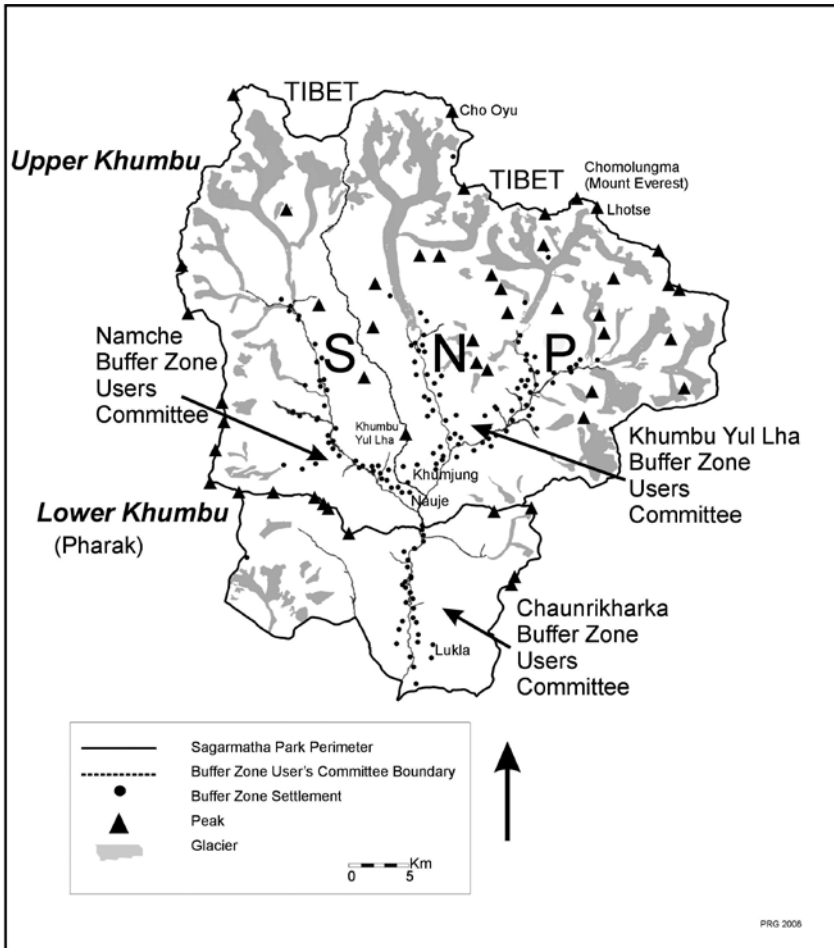 TIBET
Cho Oyu
Upper Khumbu
TIBET
Chomolungma
(Mount Everest)
Lhotse
Namche
Buffer Zone
Users
Committee
S N P
Khumbu
Yul Lha
Khumjung
Nauje
Khumbu Yul Lha
Buffer Zone
Users
Committee
Lower Khumbu
(Pharak)
Chaunrikharka
Buffer Zone
Users
Committee
Lukla
Sagarmatha Park Perimeter
Buffer Zone User's Committee Boundary
Buffer Zone Settlement
Peak
Glacier
Km
0 5
PRG 2008